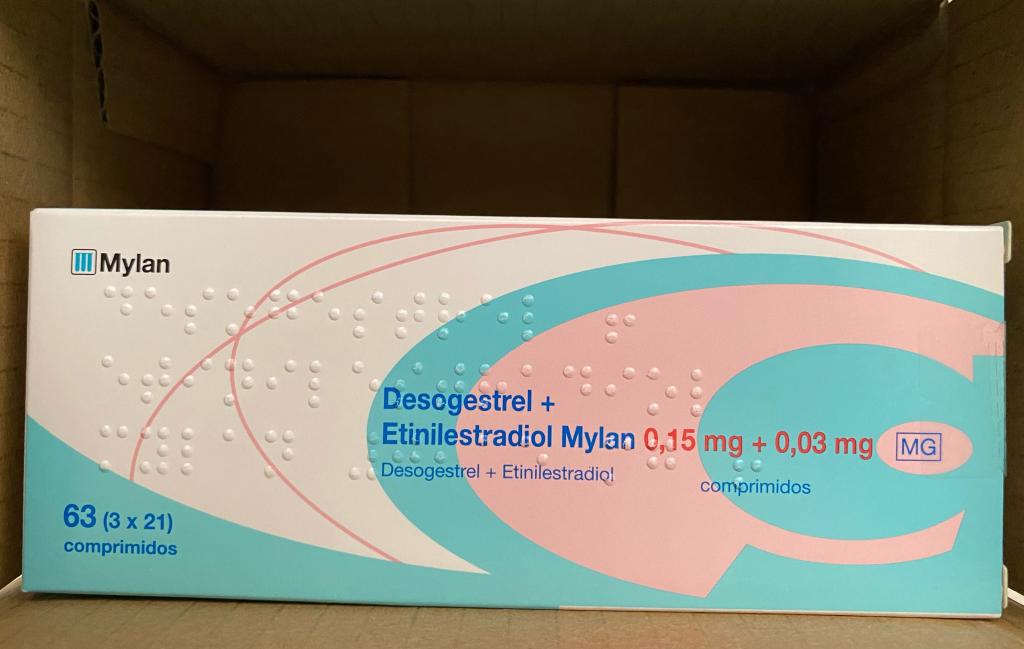 Mylan
Desogestrel +
Etinilestradiol Mylan 0,15 mg + 0,03 mg MG
Desogestrel + Etinilestradiol
comprimidos
63 (3 x 21)
comprimidos